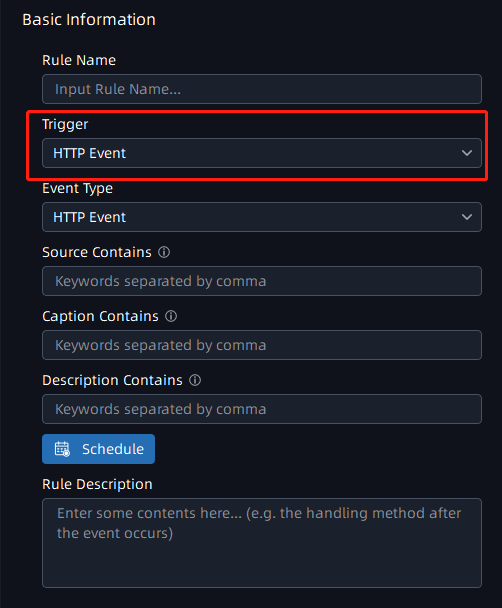 Basic Information
Rule Name
Input Rule Name...
Trigger
HTTP Event
Event Type
HTTP Event
Source Contains
Keywords separated by comma
Caption Contains
Keywords separated by comma
Description Contains
Keywords separated by comma
Schedule
Rule Description
Enter some contents here... (e.g. the handling method after
the event occurs)